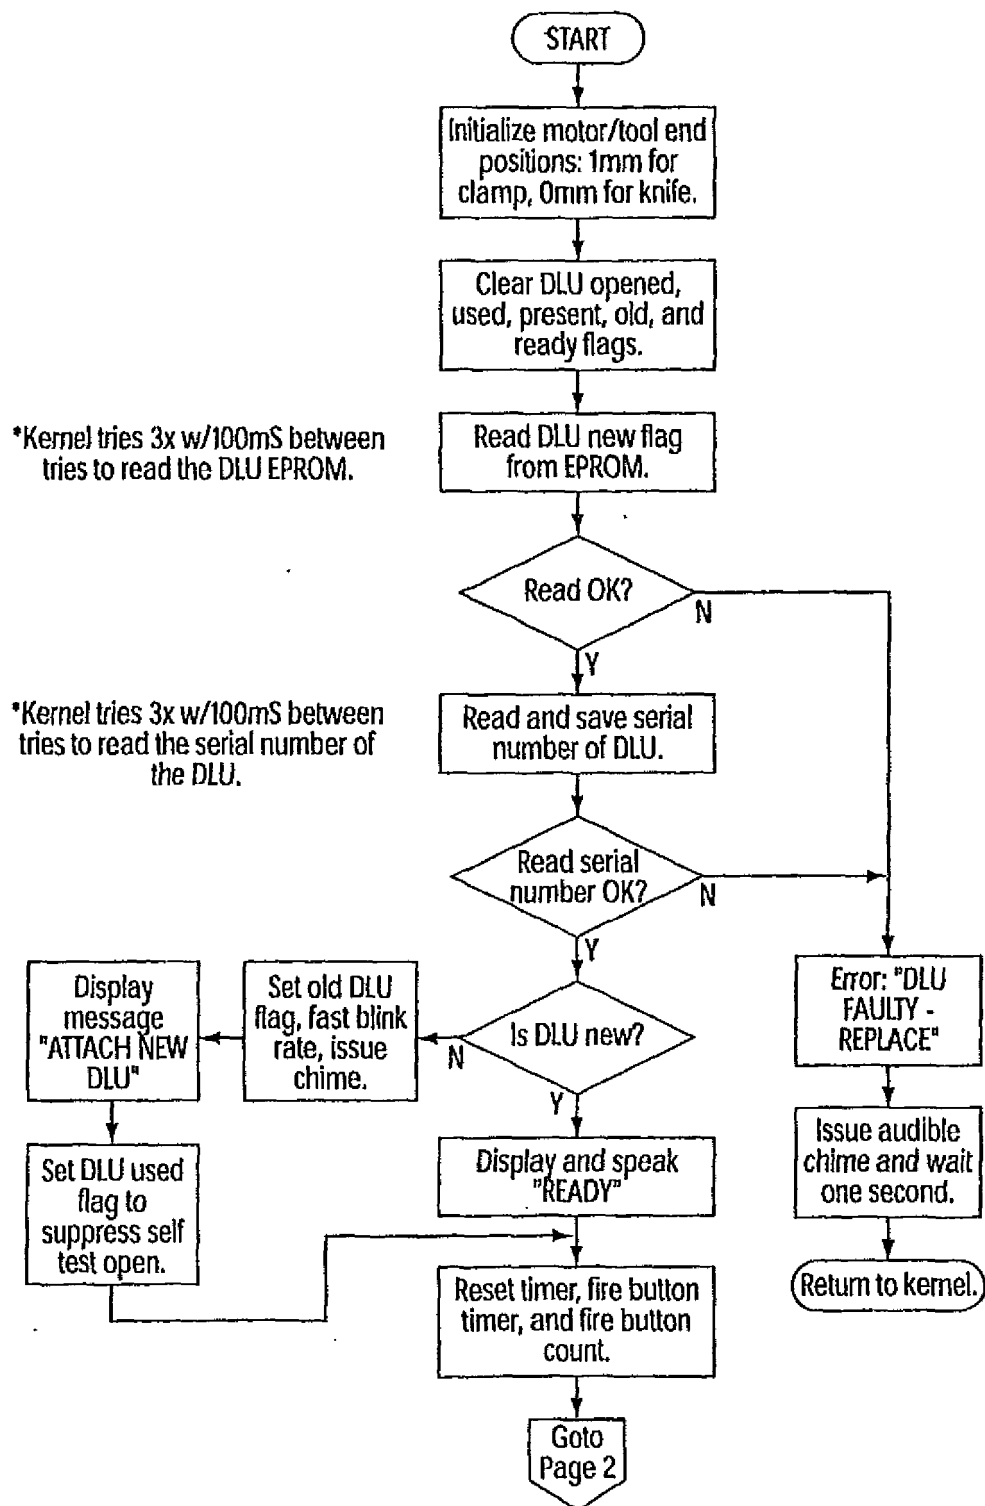 START
Initialize motor/tool end
positions: 1mm for
clamp, 0mm for knife.
Clear DLU opened,
used, present, old, and
ready flags.
*Kernel tries 3x w/100mS between
tries to read the DLU EPROM.
Read DLU new flag
from EPROM.
Read OK?
N
Y
*Kernel tries 3x w/100mS between
tries to read the serial number of
the DLU.
Read and save serial
number of DLU.
Read serial
number OK?
N
Y
Display
message
"ATTACH NEW
DLU"
Set old DLU
flag, fast blink
rate, issue
chime.
Is DLU new?
N
Y
Error: "DLU
FAULTY -
REPLACE"
Set DLU used
flag to
suppress self
test open.
Display and speak
"READY"
Issue audible
chime and wait
one second.
Reset timer, fire button
timer, and fire button
count.
Return to kernel.
Goto
Page 2